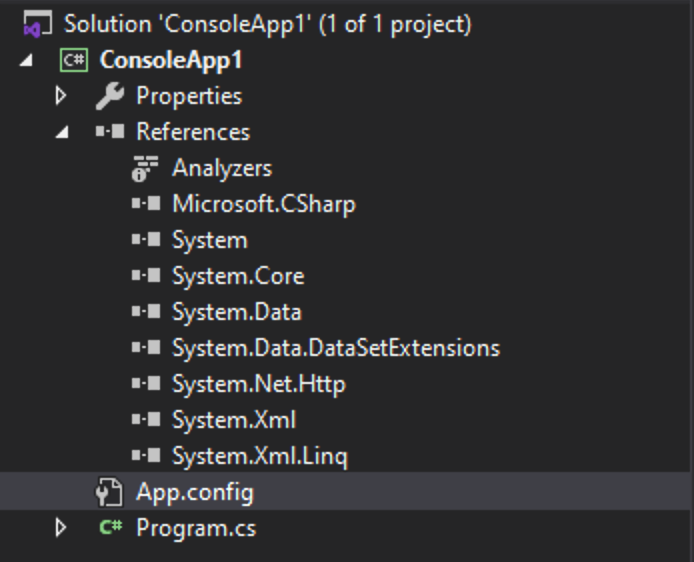 Solution 'ConsoleApp1' (1 of 1 project)
C# ConsoleApp1
Properties
References
Analyzers
Microsoft.CSharp
System
System.Core
System.Data
System.Data.DataSetExtensions
System.Net.Http
System.Xml
System.Xml.Linq
App.config
C# Program.cs